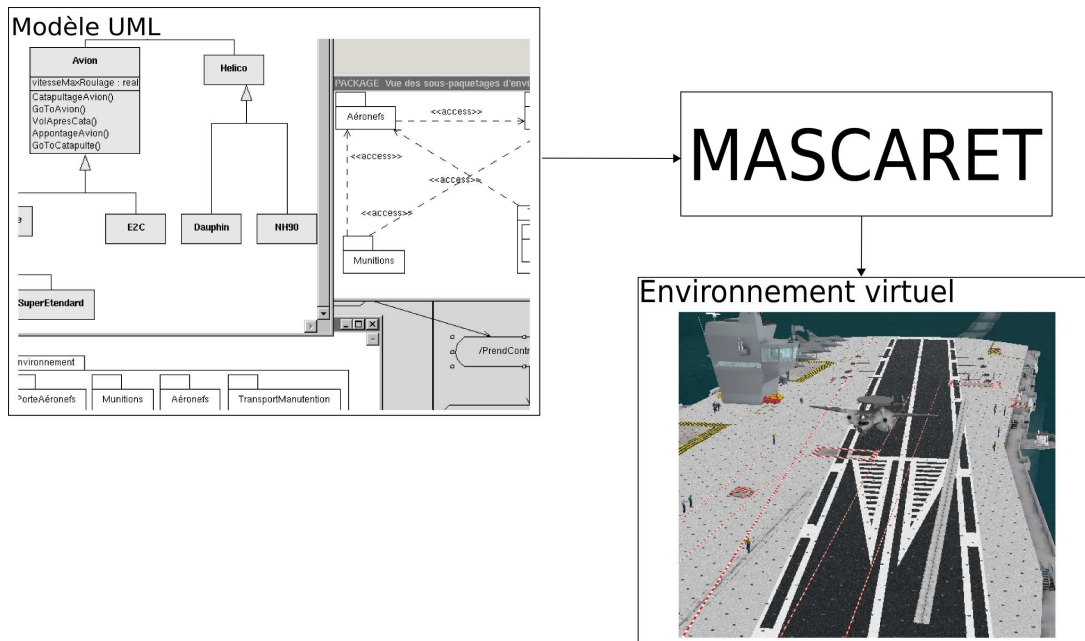 Modèle UML
Avion
vitesseMaxRoulage : real
CatapultageAvion()
GoToAvion()
VolApresCata()
AppontageAvion()
GoToCatapulte()
Helico
E2C
Dauphin
NH90
SuperEtendard
PACKAGE Vue des sous-paquetages d'envi
Aéronefs
<<access>>
<<access>>
<<access>>
<<access>>
Munitions
/PrendContr
nvironnement
PorteAéronefs
Munitions
Aéronefs
TransportManutention
MASCARET
Environnement virtuel